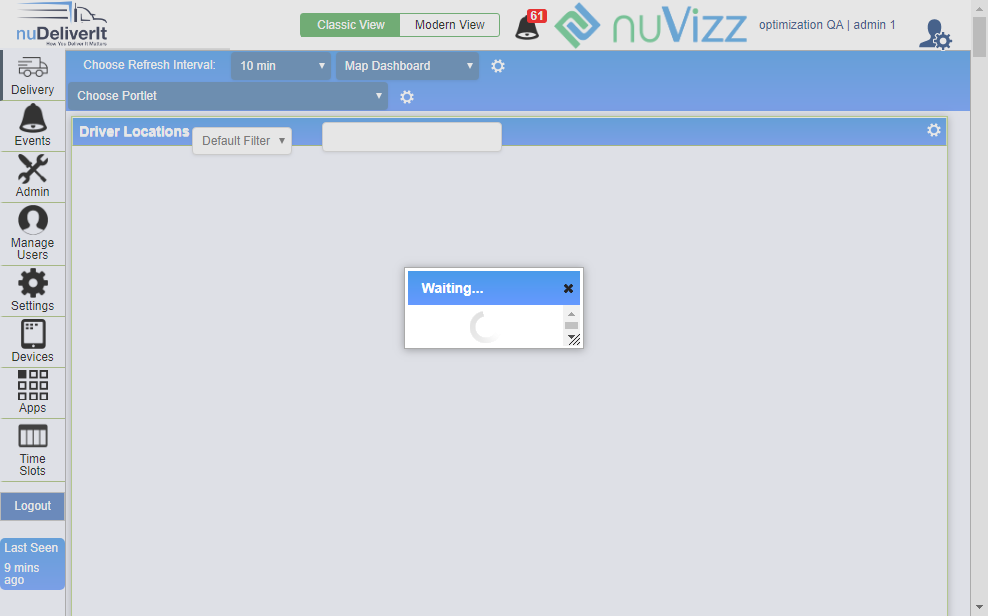 nuDeliverIt
How You Deliver It Matters
Classic View
Modern View
61
nuVizz
optimization QA | admin 1
Choose Refresh Interval:
10 min
Map Dashboard
Choose Portlet
Delivery
Events
Admin
Manage
Users
Settings
Devices
Apps
Time
Slots
Logout
Last Seen
9 mins
ago
Driver Locations
Default Filter
Waiting...